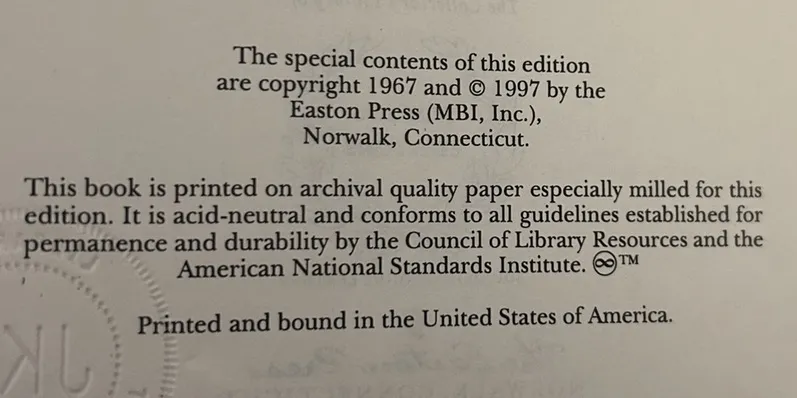 The special contents of this edition
are copyright 1967 and © 1997 by the
Easton Press (MBI, Inc.),
Norwalk, Connecticut.
This book is printed on archival quality paper especially milled for this
edition. It is acid-neutral and conforms to all guidelines established for
permanence and durability by the Council of Library Resources and the
American National Standards Institute. ♾™
Printed and bound in the United States of America.
JK